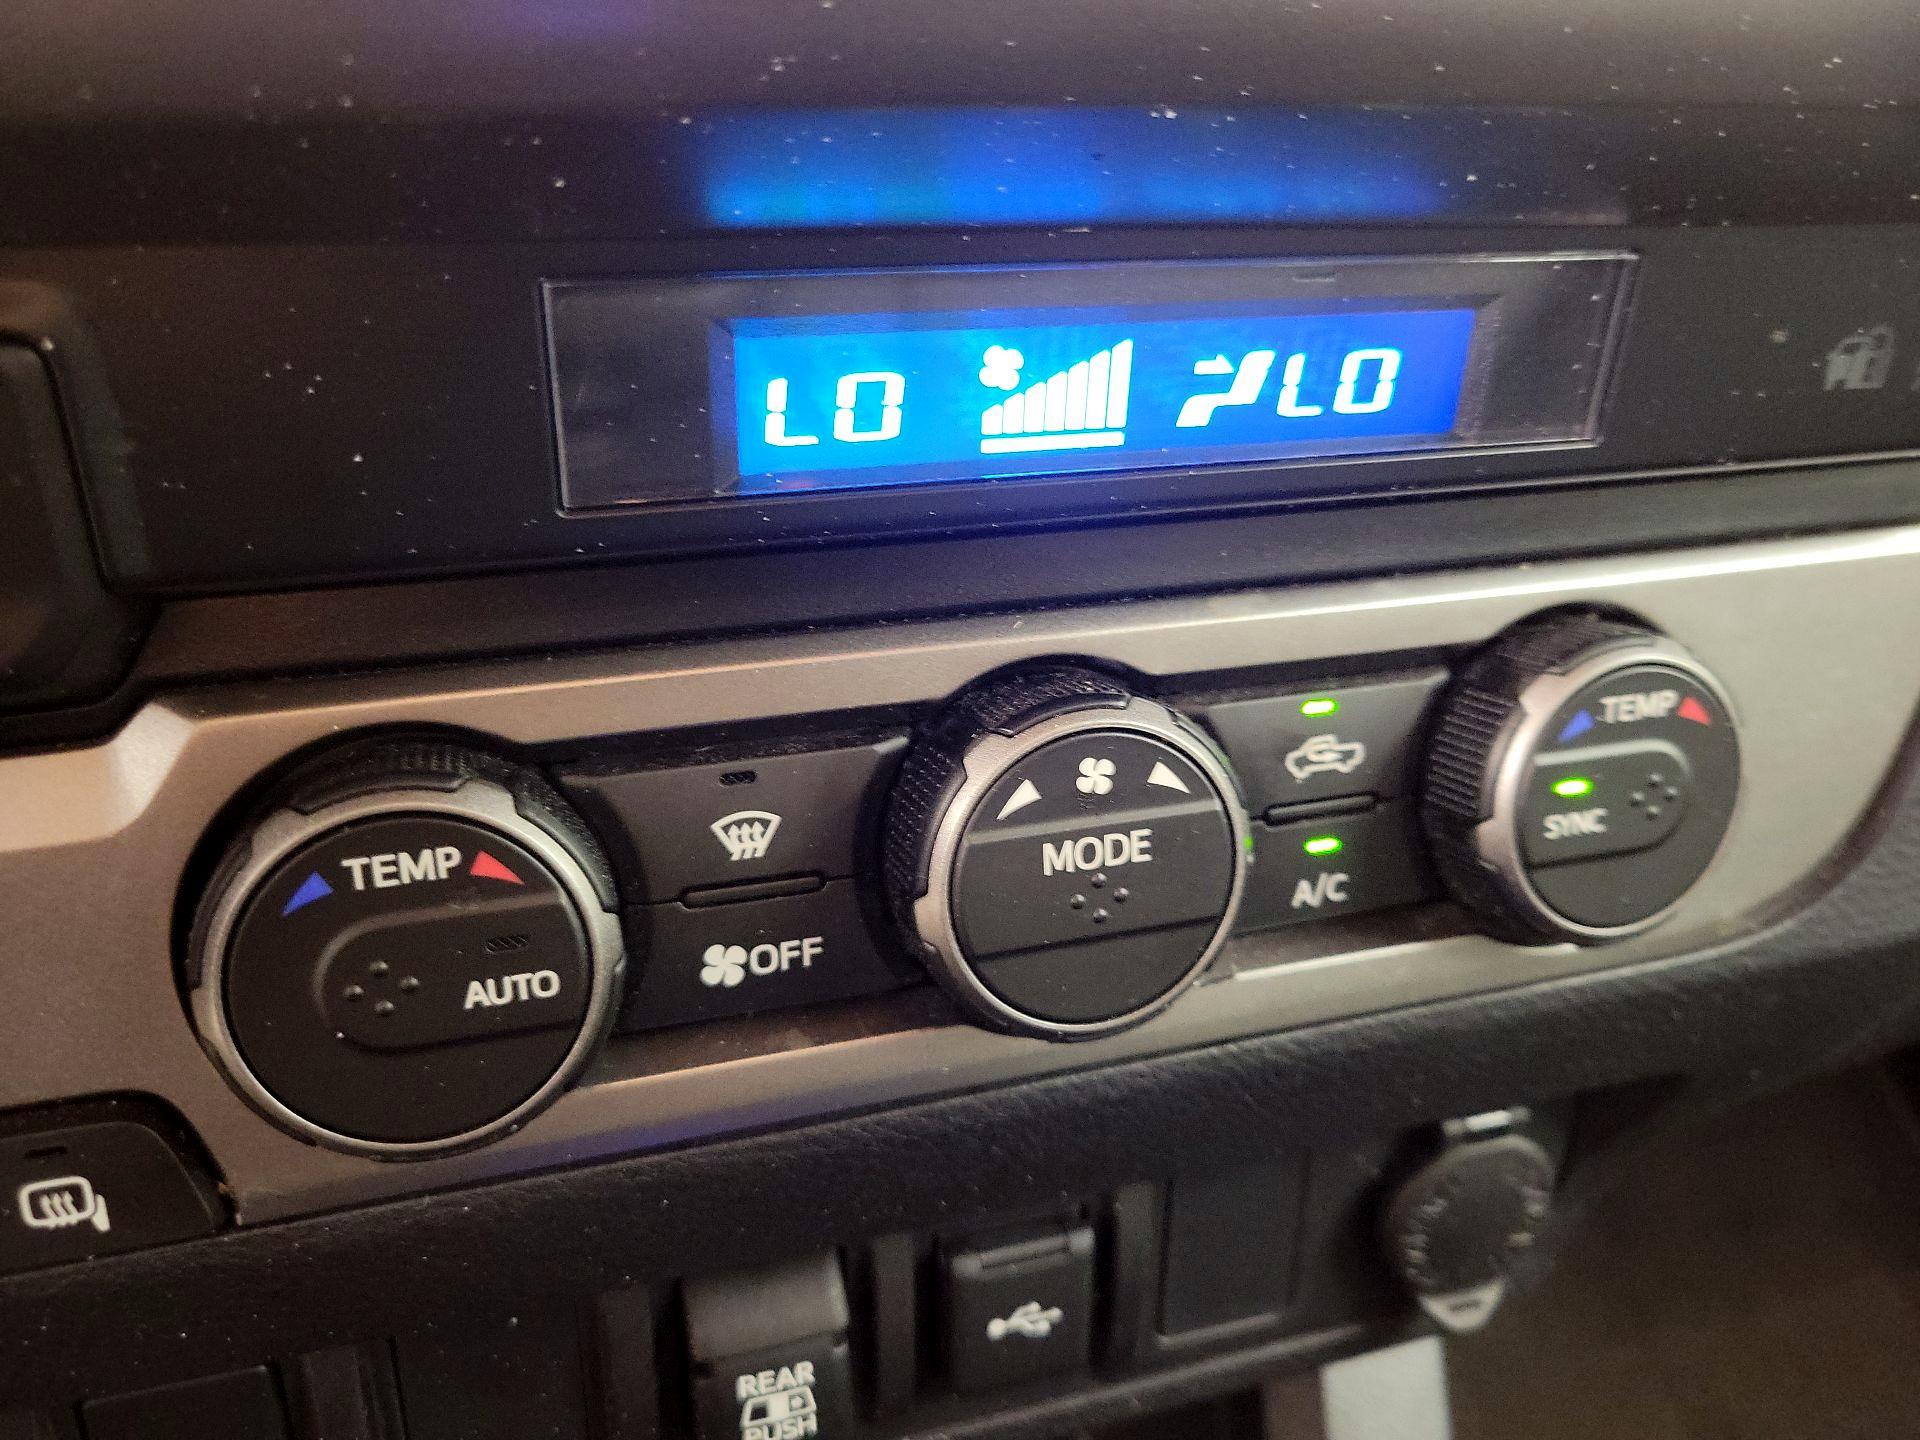 LO LO
TEMP
SYNC
MODE
TEMP
A/C
AUTO
OFF
REAR
PUSH